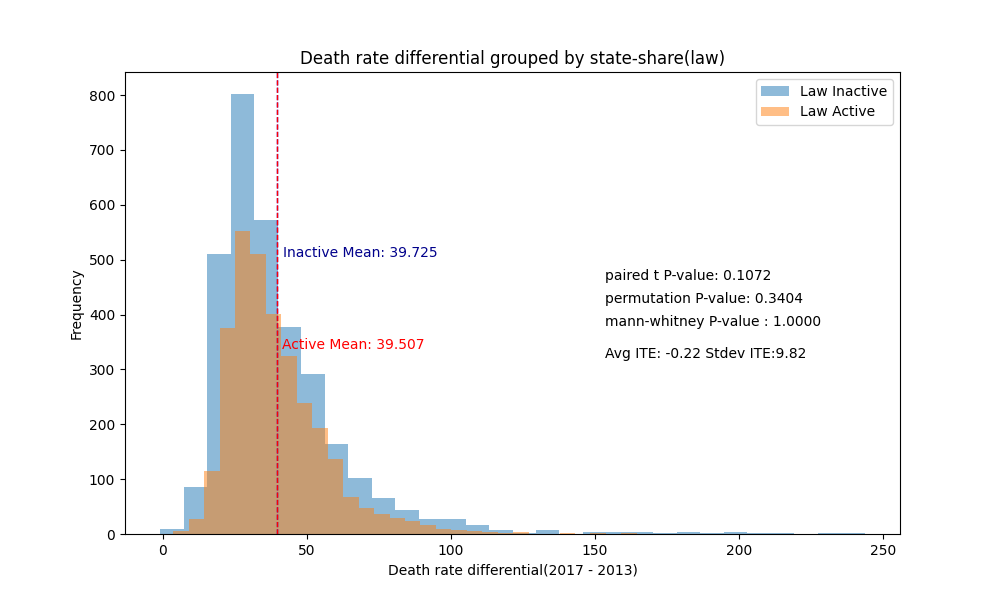 Death rate differential grouped by state-share(law)
Law Inactive
Law Active
800
700
600
500
400
300
200
100
0
Frequency
Inactive Mean: 39.725
Active Mean: 39.507
paired t P-value: 0.1072
permutation P-value: 0.3404
mann-whitney P-value : 1.0000
Avg ITE: -0.22 Stdev ITE:9.82
0
50
100
150
200
250
Death rate differential(2017 - 2013)